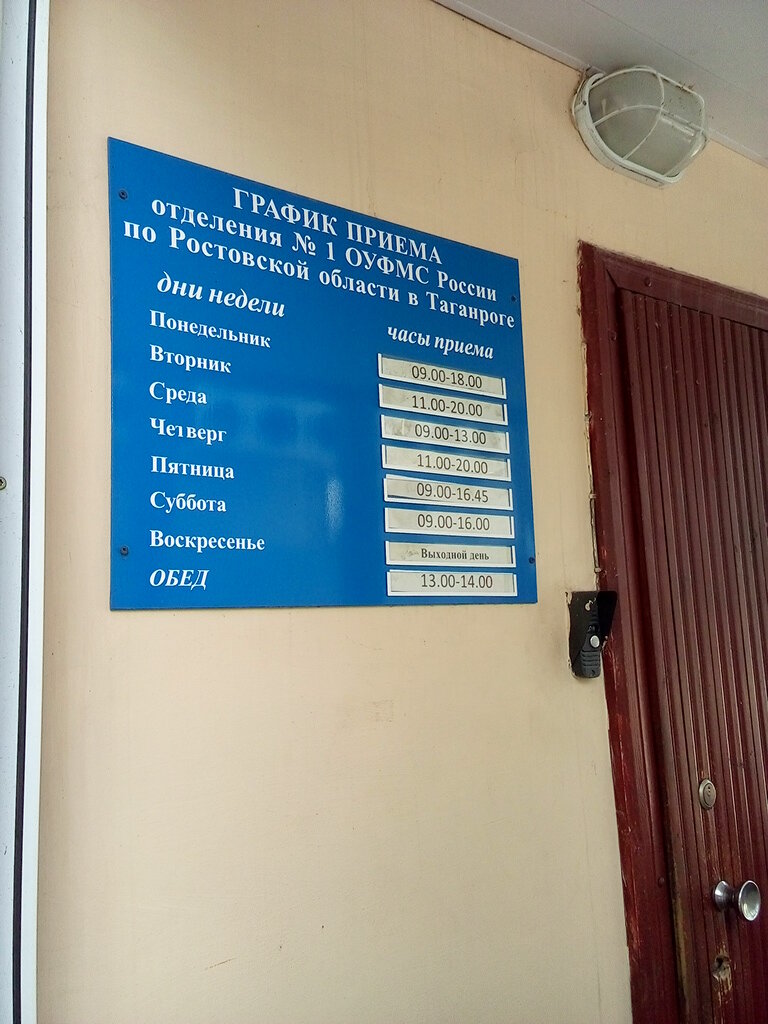 ГРАФИК ПРИЕМА
отделения № 1 ОУФМС России
по Ростовской области в Таганроге
дни недели часы приема
Понедельник 09.00-18.00
Вторник 11.00-20.00
Среда 09.00-13.00
Четверг 11.00-20.00
Пятница 09.00-16.45
Суббота 09.00-16.00
Воскресенье Выходной день
ОБЕД 13.00-14.00